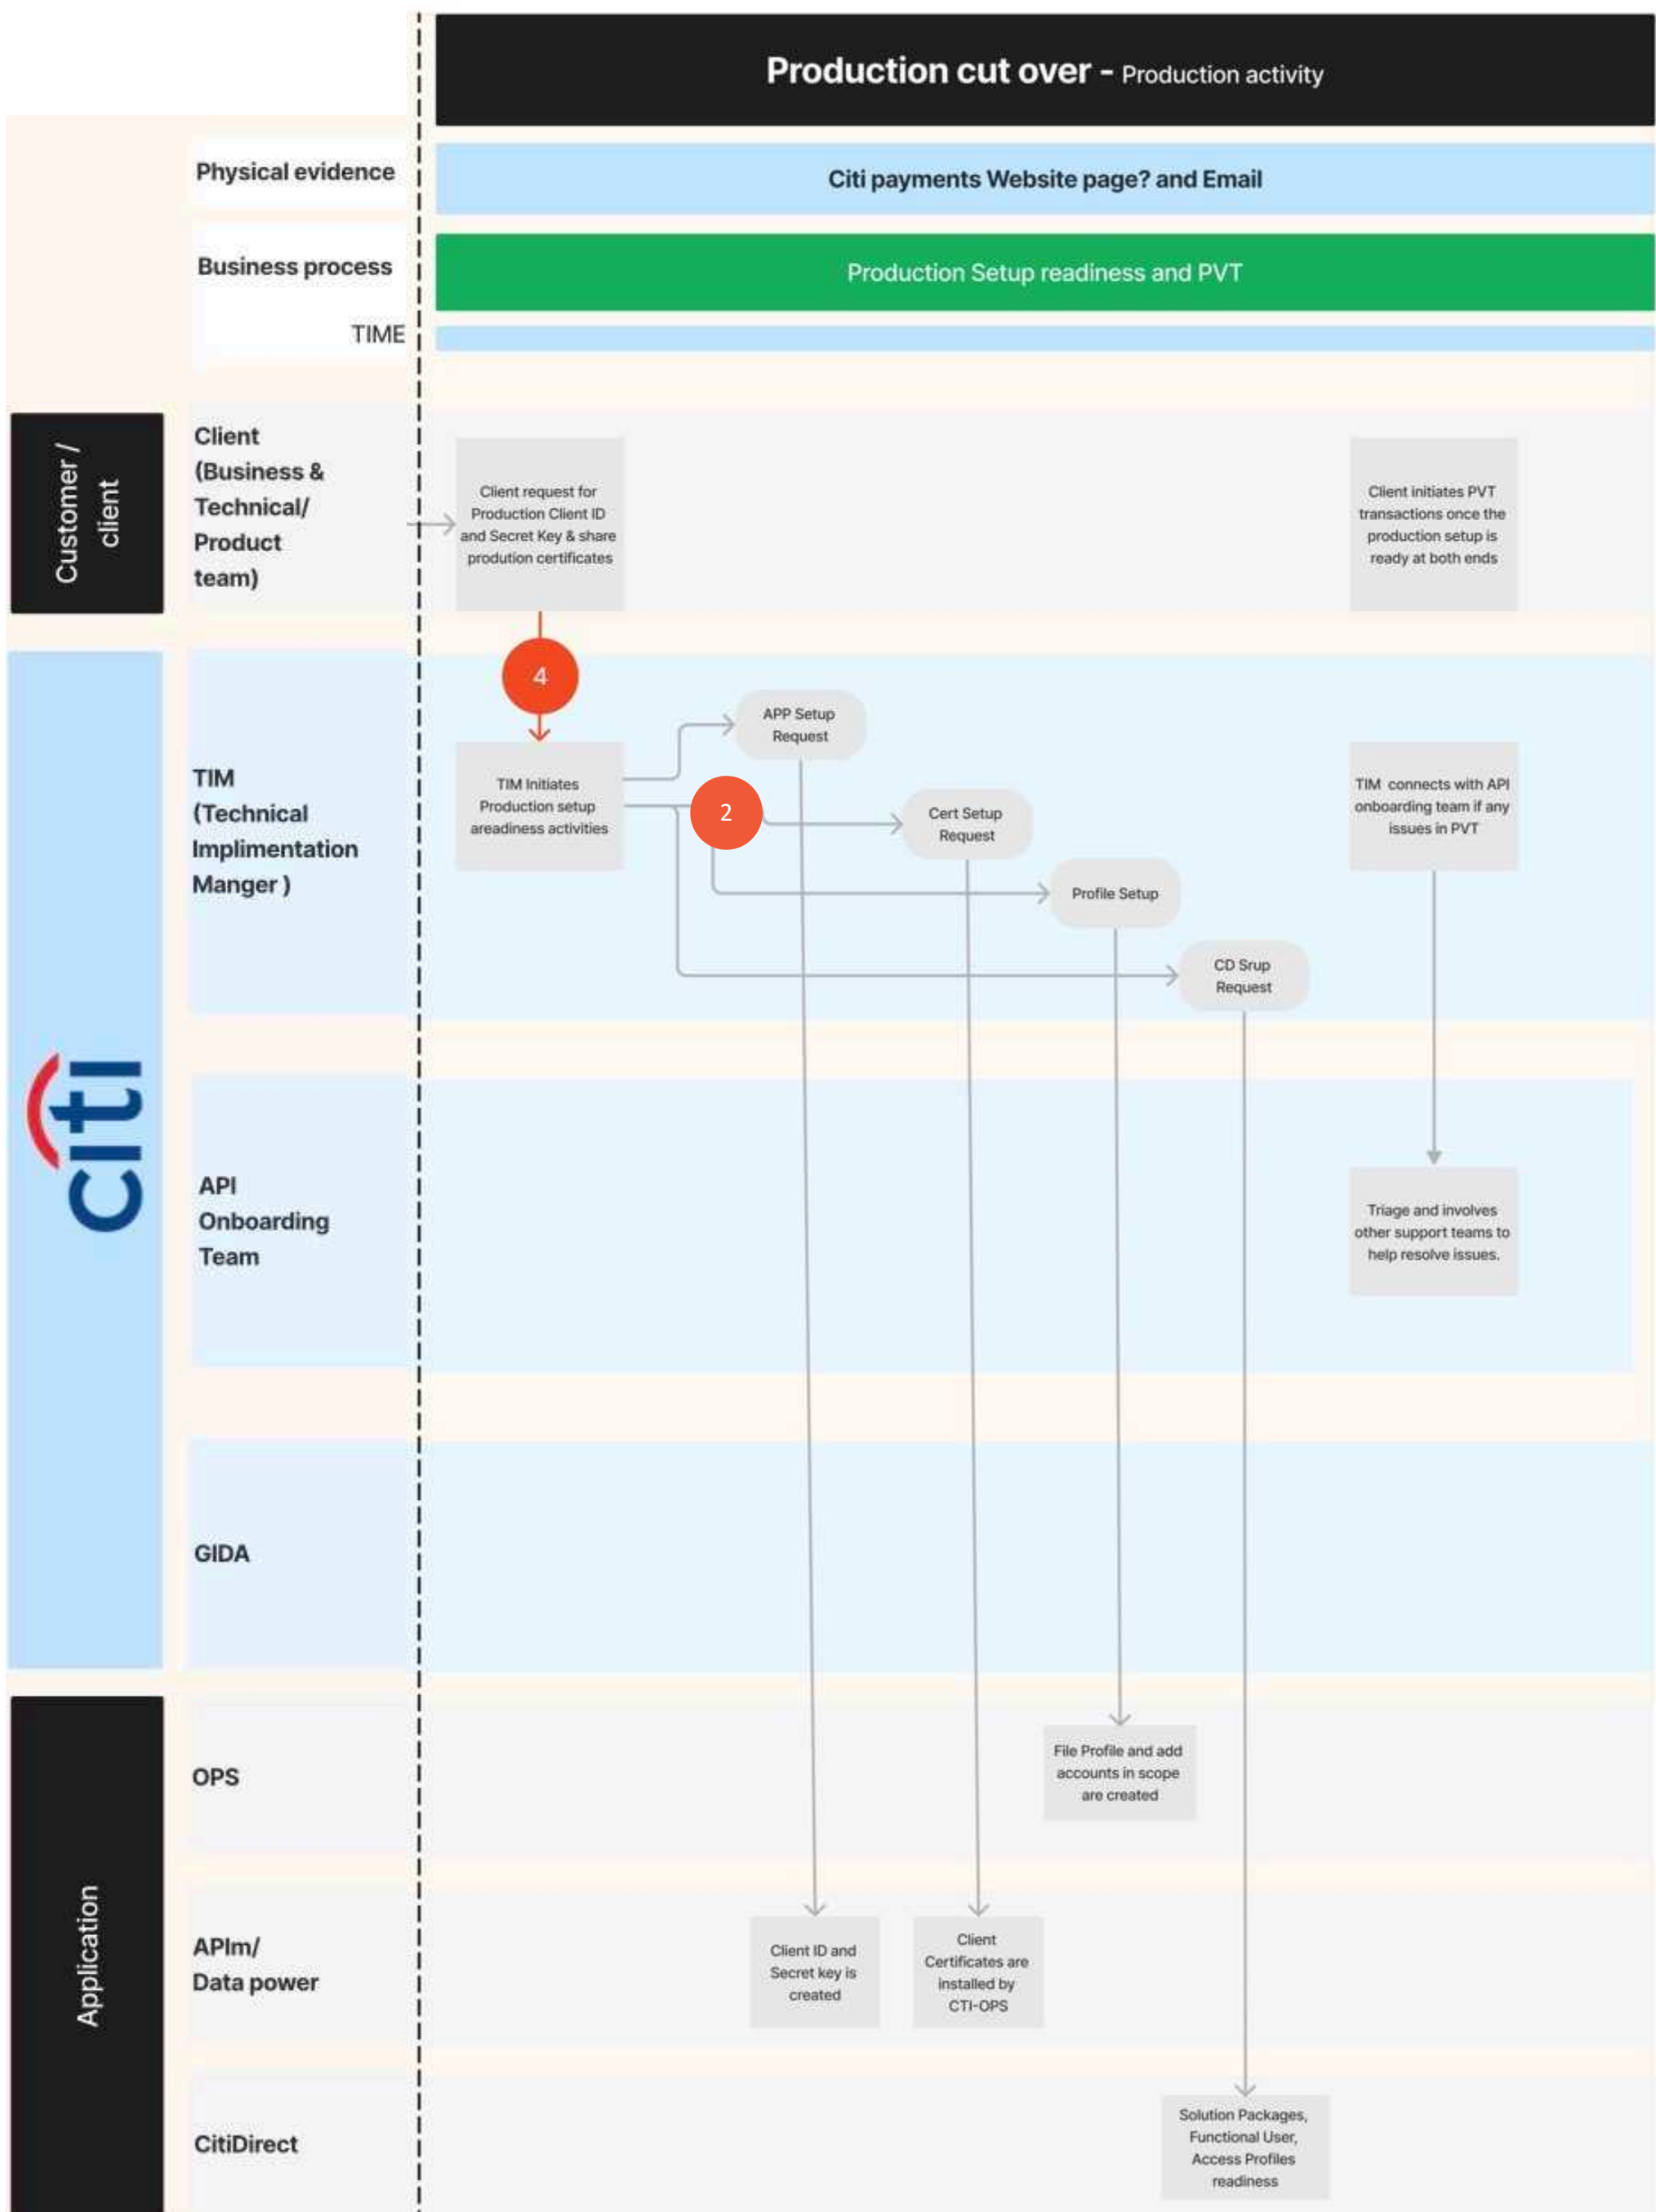 Production cut over - Production activity
Physical evidence
Citi payments Website page? and Email
Business process
Production Setup readiness and PVT
TIME
Customer /
client
Client
(Business &
Technical/
Product
team)
Client request for
Production Client ID
and Secret Key & share
prodution certificates
Client initiates PVT
transactions once the
production setup is
ready at both ends
4
citi
TIM
(Technical
Implimentation
Manger )
TIM Initiates
Production setup
areadiness activities
APP Setup
Request
2
Cert Setup
Request
Profile Setup
CD Srup
Request
TIM connects with API
onboarding team if any
issues in PVT
API
Onboarding
Team
Triage and involves
other support teams to
help resolve issues.
GIDA
Application
OPS
File Profile and add
accounts in scope
are created
APIm/
Data power
Client ID and
Secret key is
created
Client
Certificates are
installed by
CTI-OPS
CitiDirect
Solution Packages,
Functional User,
Access Profiles
readiness